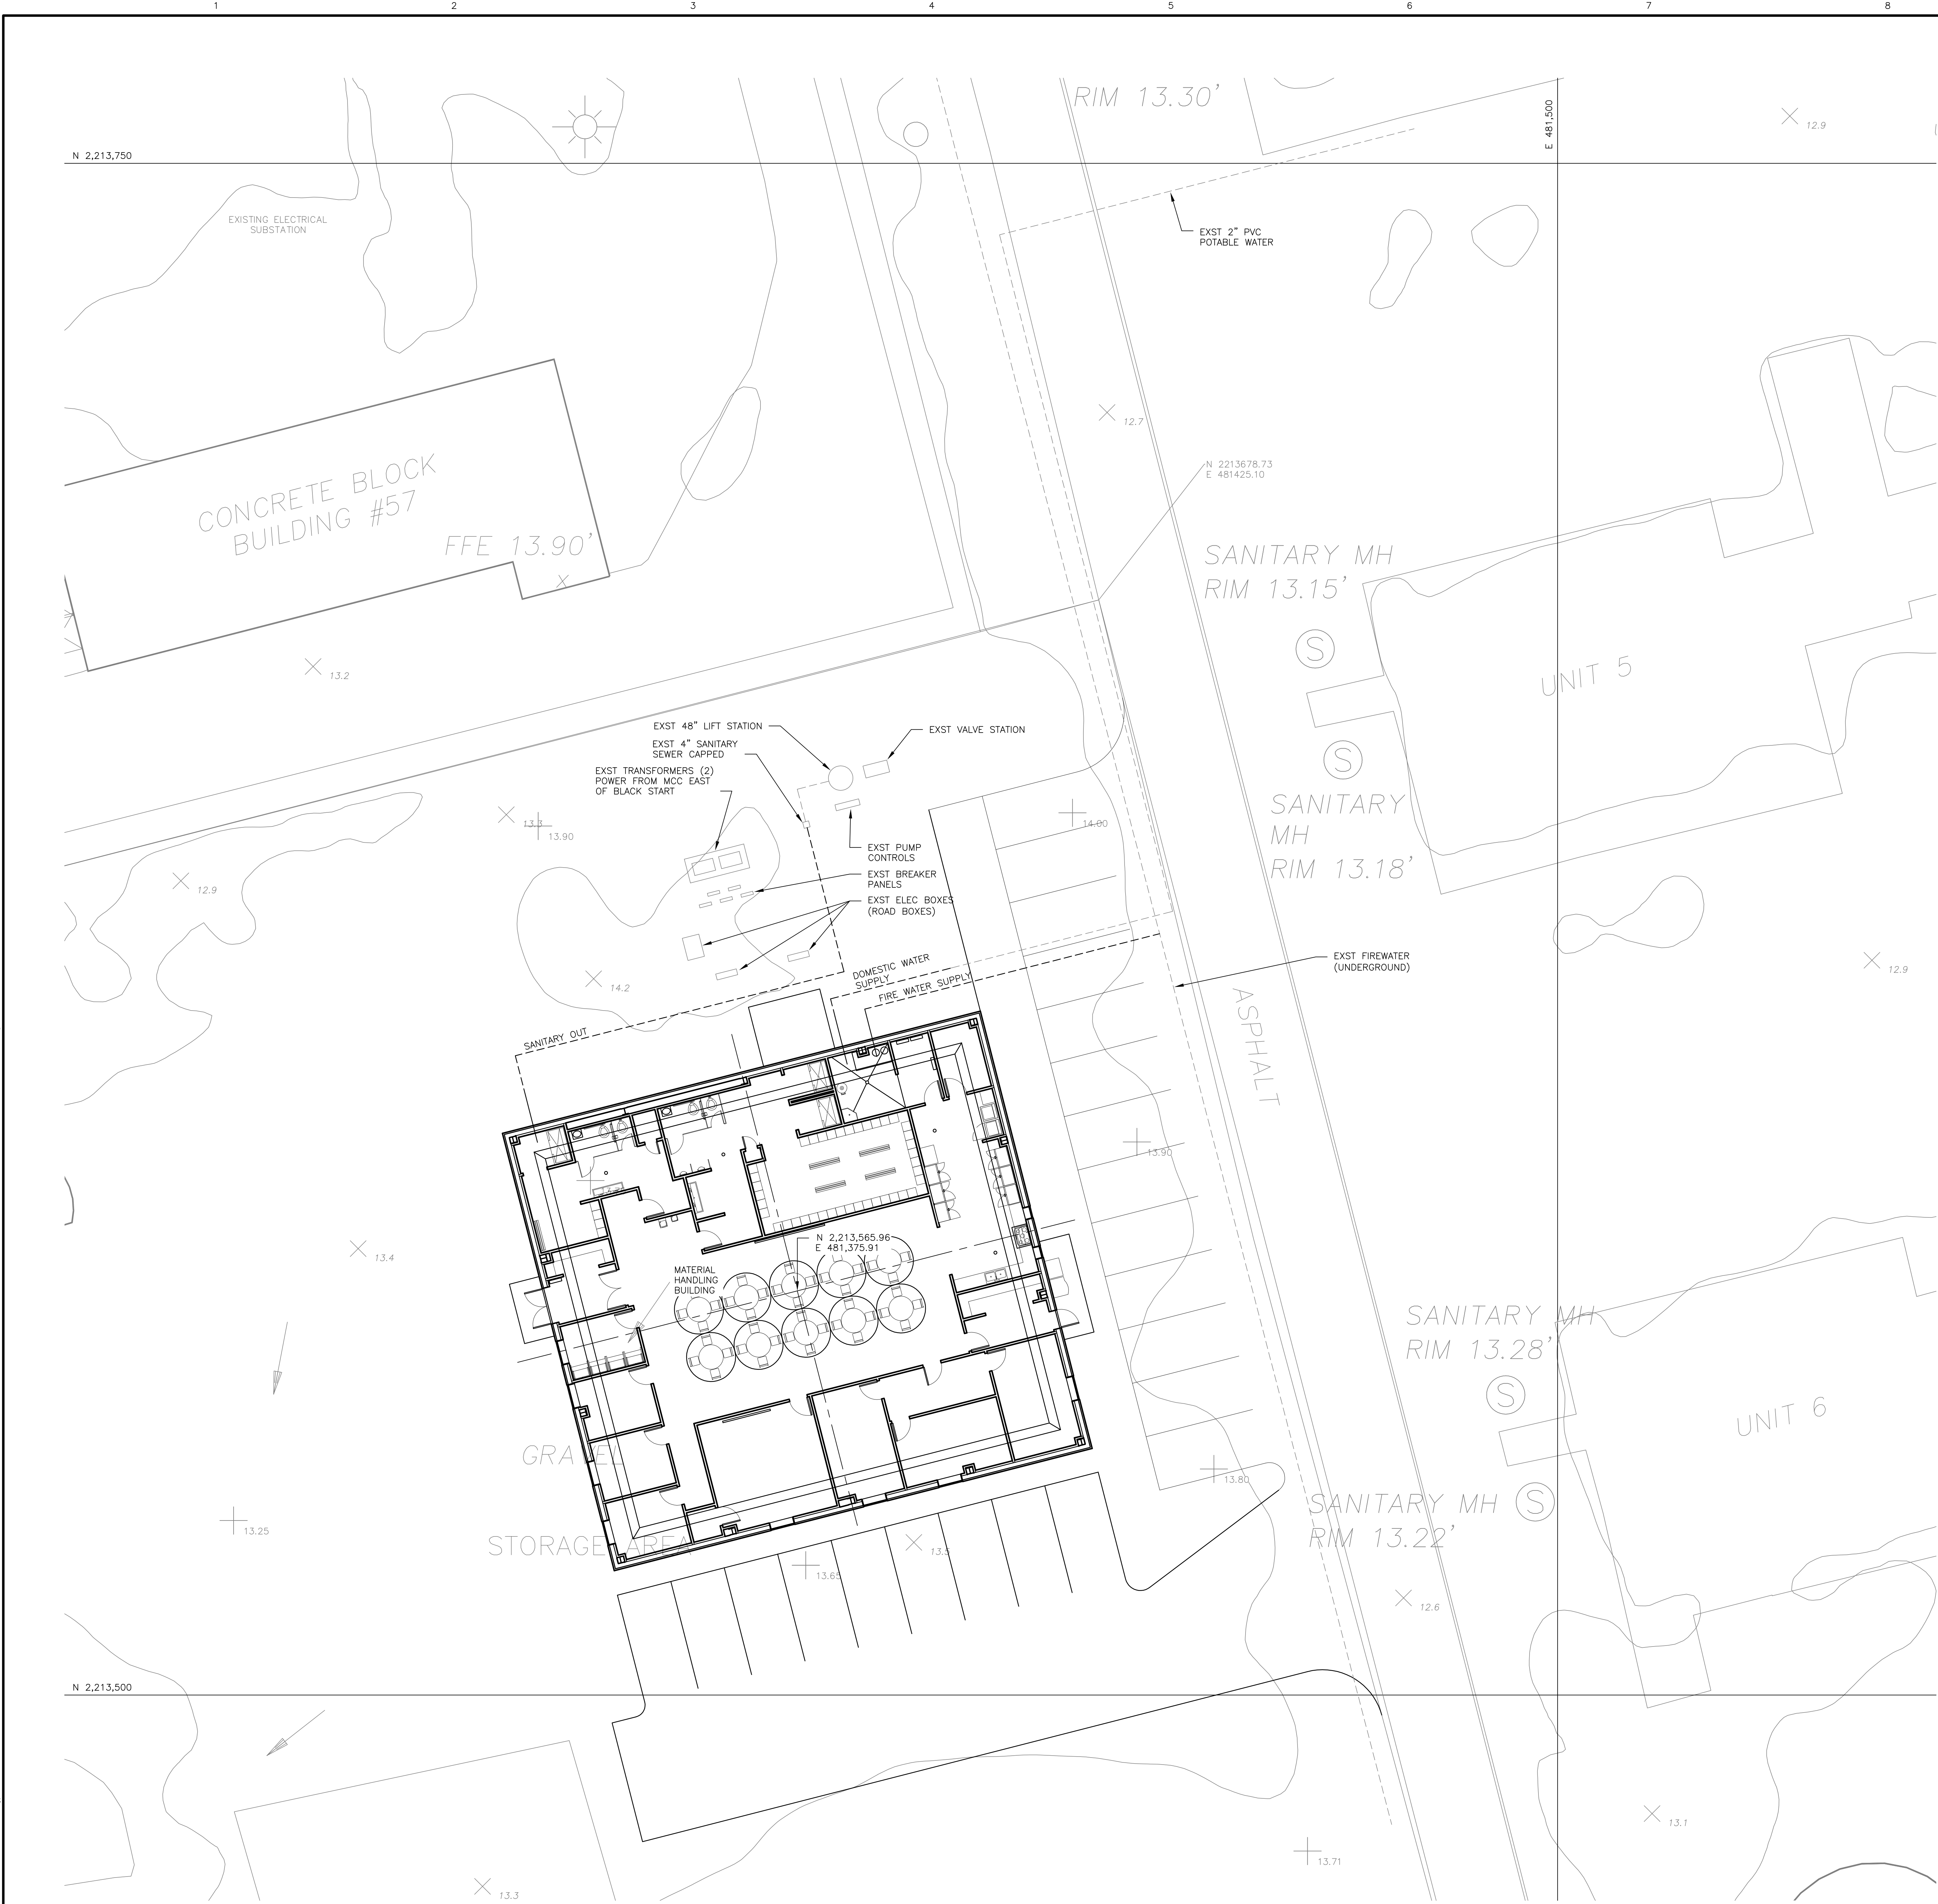 1 2 3 4 5 6 7 8
RIM 13.30'
E 481,500
12.9
N 2,213,750
EXISTING ELECTRICAL
SUBSTATION
EXST 2" PVC
POTABLE WATER
12.7
N 2213678.73
E 481425.10
CONCRETE BLOCK
BUILDING #57
FFE 13.90'
SANITARY MH
RIM 13.15'
S
13.2
UNIT 5
EXST 48" LIFT STATION
EXST VALVE STATION
EXST 4" SANITARY
SEWER CAPPED
EXST TRANSFORMERS (2)
POWER FROM MCC EAST
OF BLACK START
S
SANITARY
MH
RIM 13.18'
13.3
13.90
14.00
EXST PUMP
CONTROLS
EXST BREAKER
PANELS
EXST ELEC BOXES
(ROAD BOXES)
12.9
EXST FIREWATER
(UNDERGROUND)
12.9
DOMESTIC WATER
SUPPLY
FIRE WATER SUPPLY
14.2
SANITARY OUT
ASPHALT
13.90
N 2,213,565.96
E 481,375.91
13.4
MATERIAL
HANDLING
BUILDING
SANITARY MH
RIM 13.28'
S
UNIT 6
GRAVEL
13.80
SANITARY MH
RIM 13.22'
S
13.25
STORAGE AREA
13.5
13.65
12.6
N 2,213,500
13.1
13.71
13.3